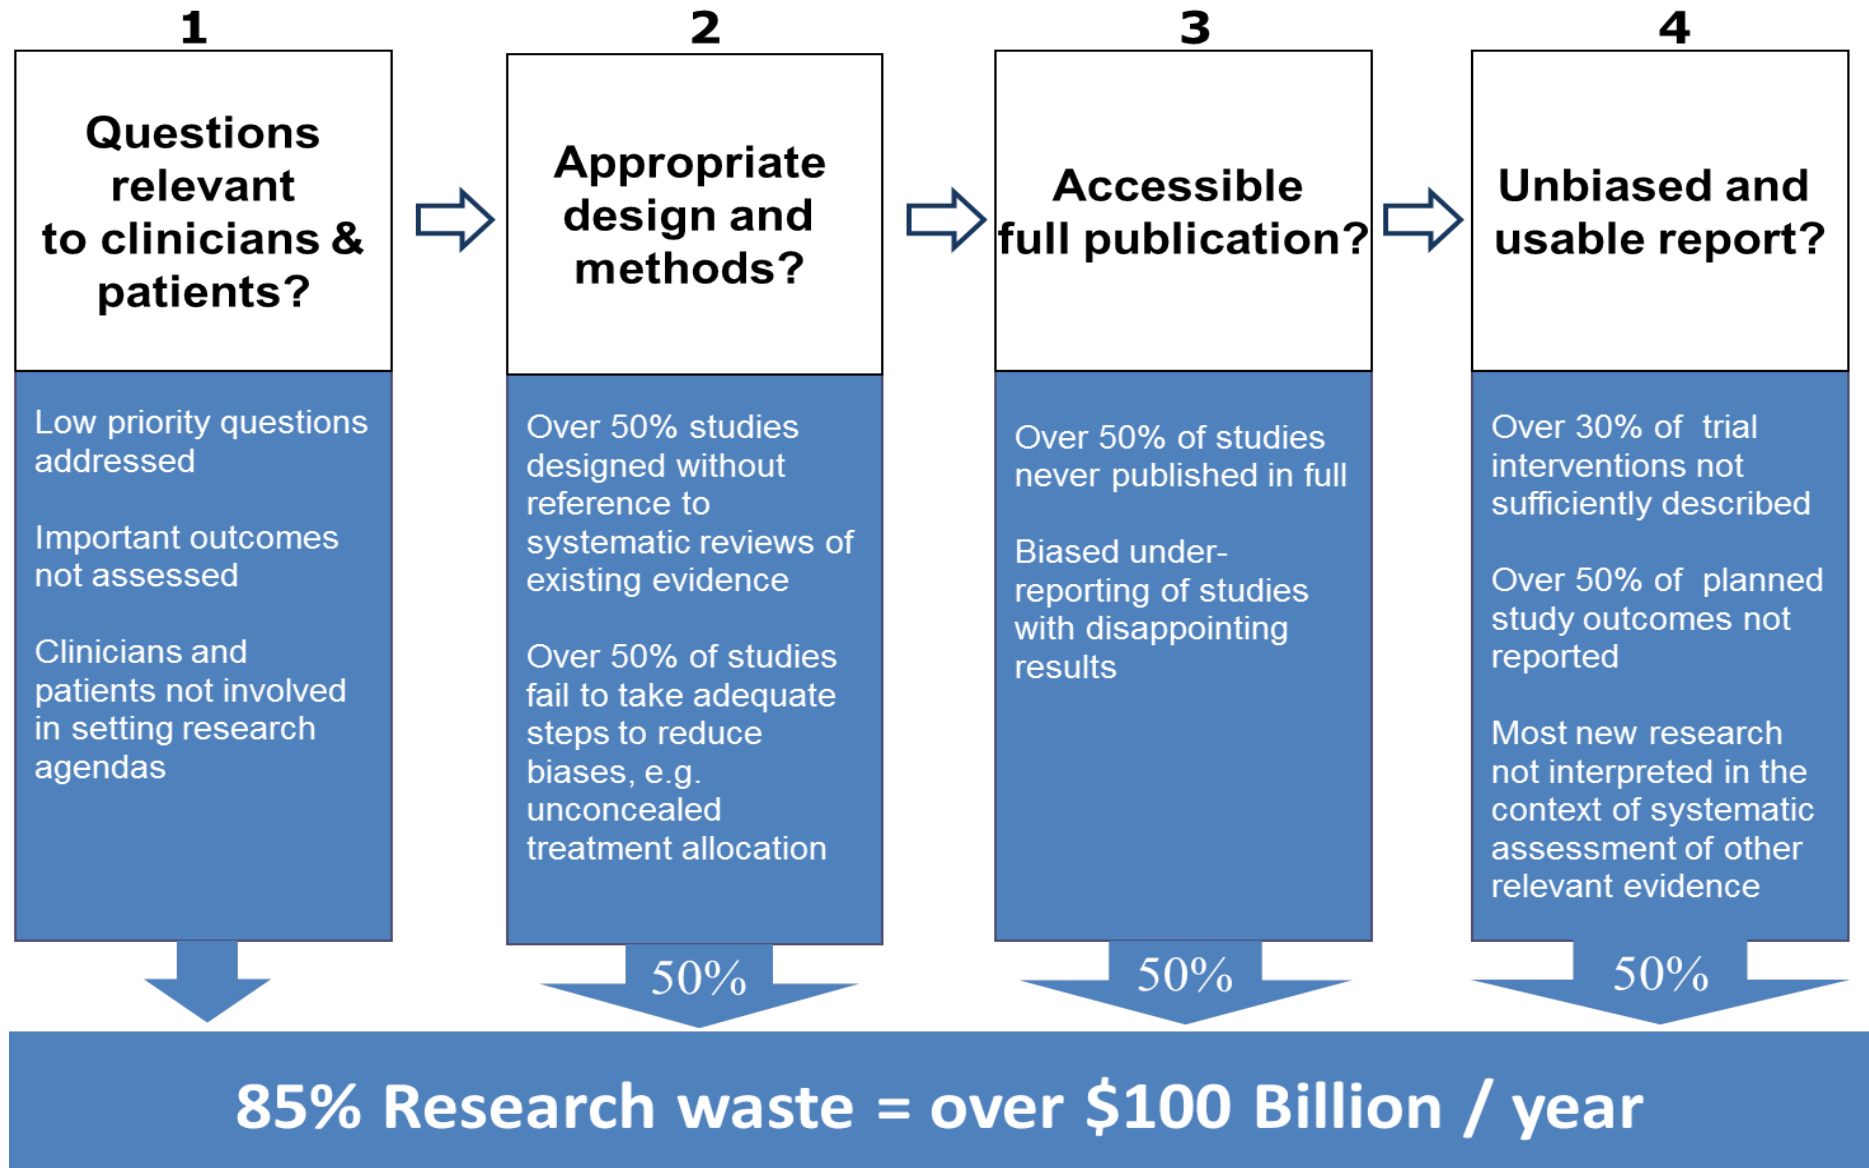 1
Questions
relevant
to clinicians &
patients?
Low priority questions
addressed
Important outcomes
not assessed
Clinicians and
patients not involved
in setting research
agendas
2
Appropriate
design and
methods?
Over 50% studies
designed without
reference to
systematic reviews of
existing evidence
Over 50% of studies
fail to take adequate
steps to reduce
biases, e.g.
unconcealed
treatment allocation
50%
3
Accessible
full publication?
Over 50% of studies
never published in full
Biased under-
reporting of studies
with disappointing
results
50%
4
Unbiased and
usable report?
Over 30% of  trial
interventions not
sufficiently described
Over 50% of  planned
study outcomes not
reported
Most new research
not interpreted in the
context of systematic
assessment of other
relevant evidence
50%
85% Research waste = over $100 Billion / year